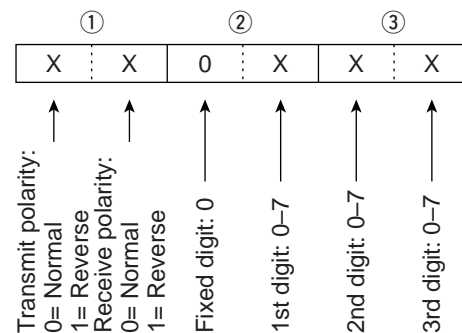 ① ② ③
X X 0 X X X
Transmit polarity:
0= Normal
1= Reverse
Receive polarity:
0= Normal
1= Reverse
Fixed digit: 0
1st digit: 0–7
2nd digit: 0–7
3rd digit: 0–7